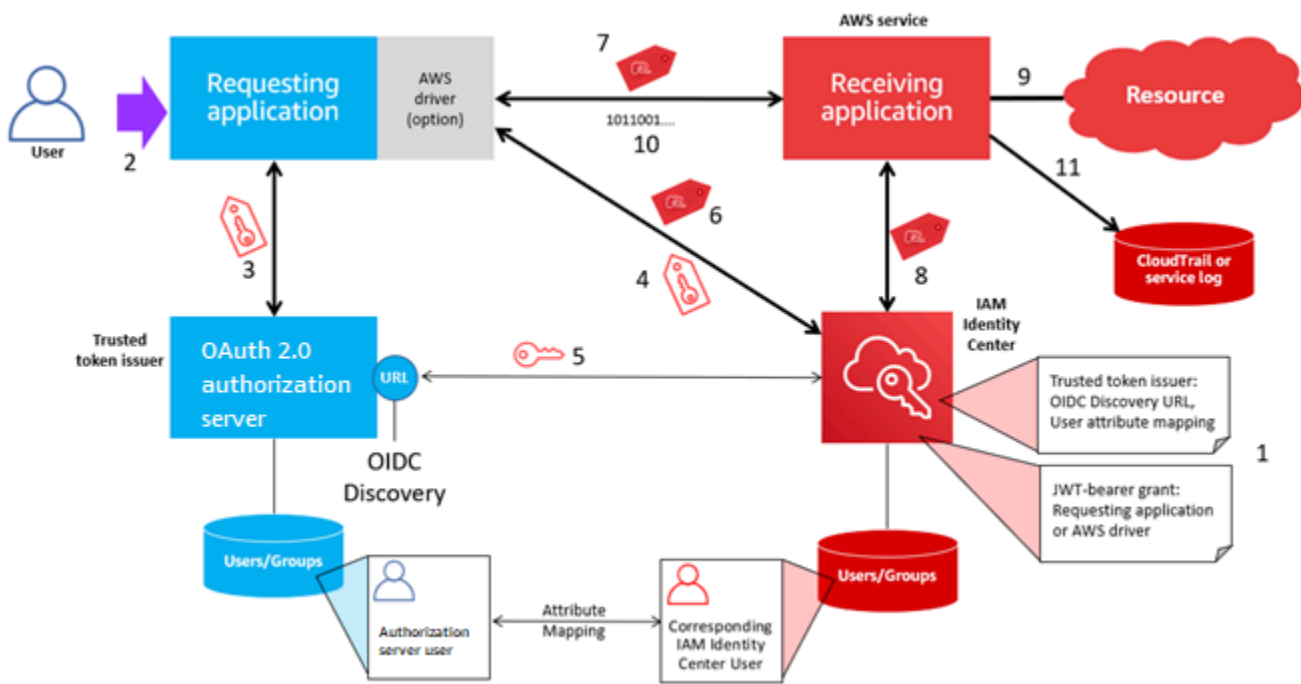 AWS service
7
User
2
Requesting
application
AWS
driver
(option)
1011001....
10
Receiving
application
9
Resource
11
3
6
4
8
CloudTrail or
service log
Trusted
token issuer
OAuth 2.0
authorization
server
URL
5
IAM
Identity
Center
OIDC
Discovery
Trusted token issuer:
OIDC Discovery URL,
User attribute mapping
1
JWT-bearer grant:
Requesting application
or AWS driver
Users/Groups
Users/Groups
Authorization
server user
Attribute
Mapping
Corresponding
IAM Identity
Center User